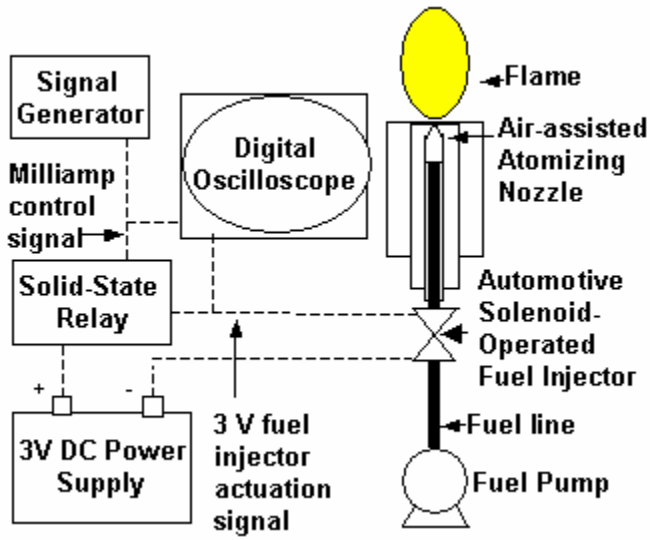 Signal
Generator
Milliamp
control
signal
Digital
Oscilloscope
Flame
Air-assisted
Atomizing
Nozzle
Solid-State
Relay
Automotive
Solenoid-
Operated
Fuel Injector
+
-
3V DC Power
Supply
3 V fuel
injector
actuation
signal
Fuel line
Fuel Pump